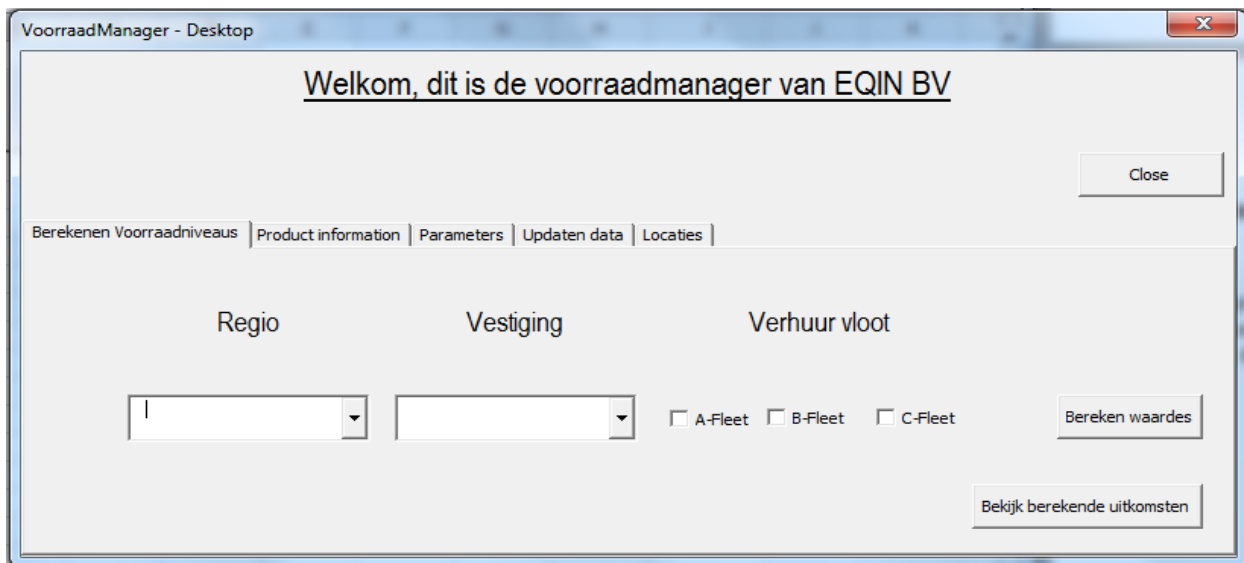 VoorraadManager - Desktop
Welkom, dit is de voorraadmanager van EQIN BV
Close
Berekenen Voorraadniveaus Product information Parameters Updaten data Locaties
Regio Vestiging Verhuur vloot
A-Fleet B-Fleet C-Fleet Bereken waardes
Bekijk berekende uitkomsten